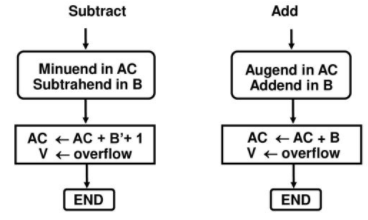 Subtract
Minuend in AC
Subtrahend in B
AC ← AC + B'+ 1
V ← overflow
END
Add
Augend in AC
Addend in B
AC ← AC + B
V ← overflow
END